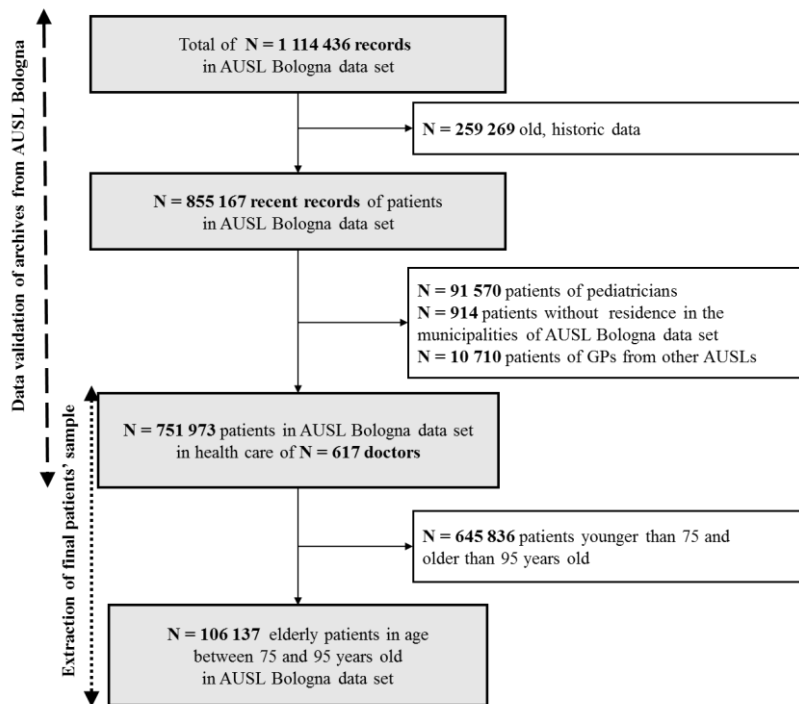 Total of N = 1 114 436 records
in AUSL Bologna data set
N = 259 269 old, historic data
N = 855 167 recent records of patients
in AUSL Bologna data set
N = 91 570 patients of pediatricians
N = 914 patients without residence in the
municipalities of AUSL Bologna data set
N = 10 710 patients of GPs from other AUSLs
N = 751 973 patients in AUSL Bologna data set
in health care of N = 617 doctors
N = 645 836 patients younger than 75 and
older than 95 years old
N = 106 137 elderly patients in age
between 75 and 95 years old
in AUSL Bologna data set
Data validation of archives from AUSL Bologna
Extraction of final patients' sample